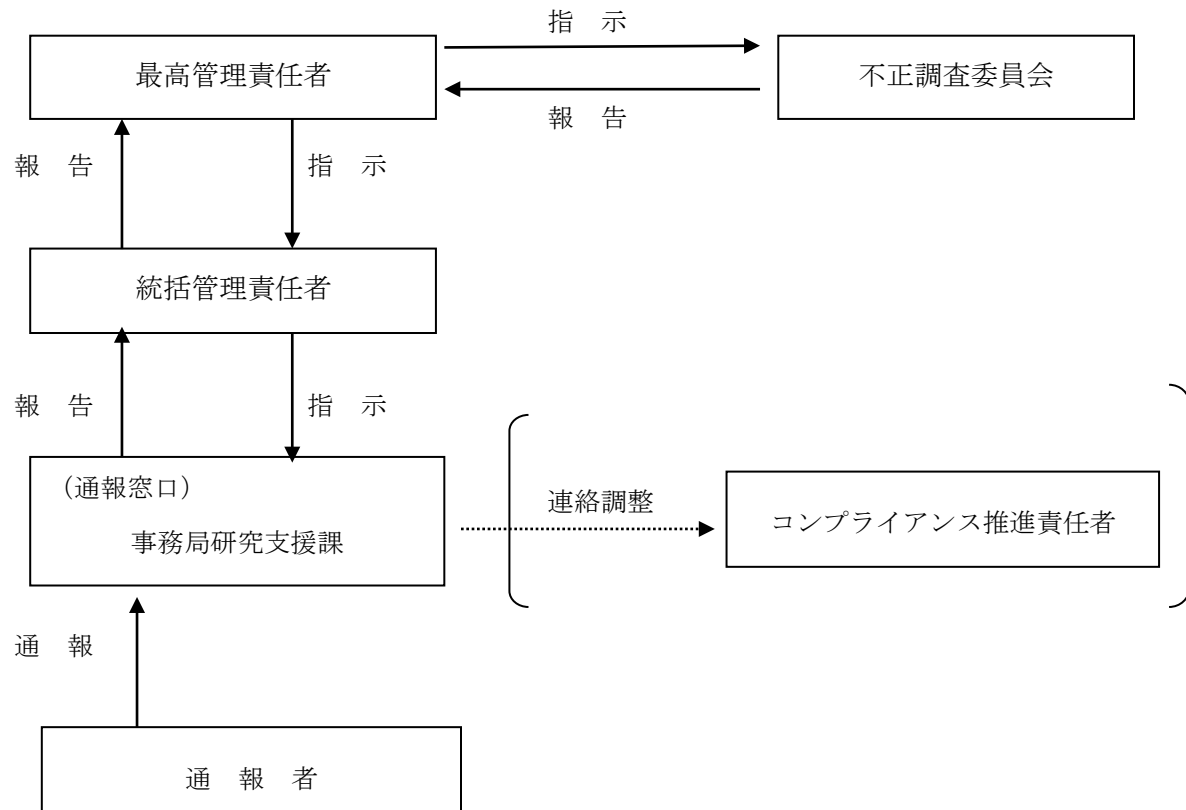 指　示
最高管理責任者
不正調査委員会
報　告
報　告
指　示
統括管理責任者
報　告
指　示
（通報窓口）
事務局研究支援課
連絡調整
コンプライアンス推進責任者
通　報
通　報　者